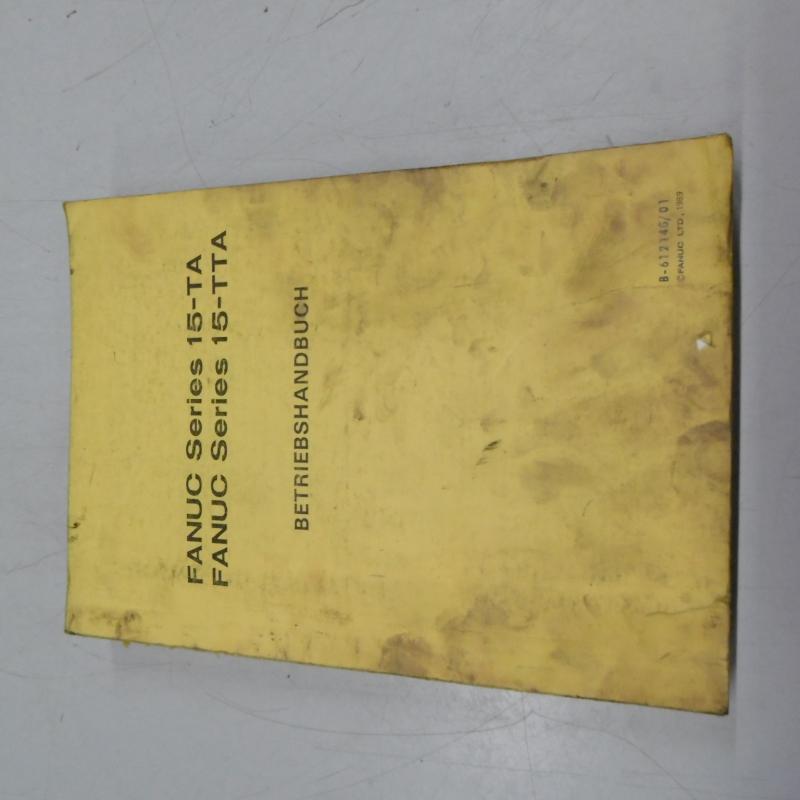 FANUC Series 15-TA
FANUC Series 15-TTA
BETRIEBSHANDBUCH
B-61214G/01
©FANUC LTD, 1989